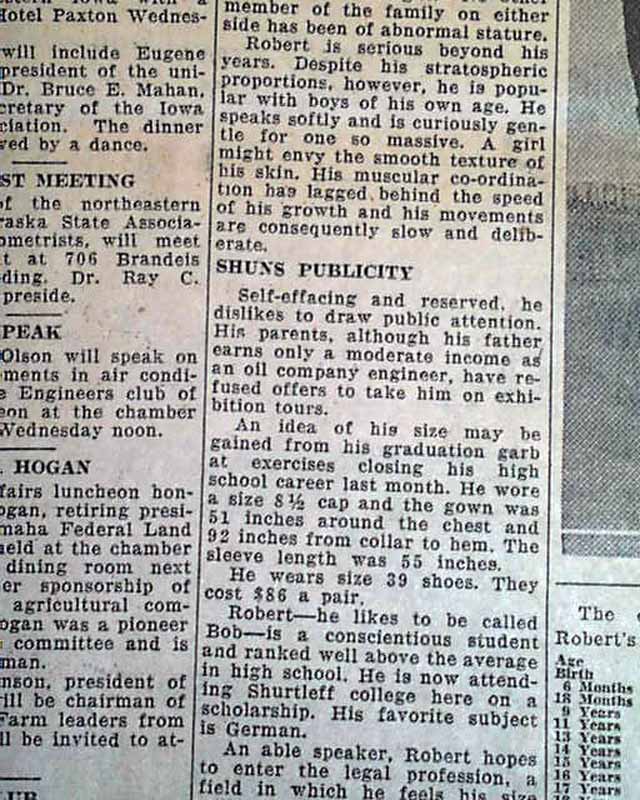 Hotel Paxton Wednes-
will include Eugene
president of the uni-
Dr. Bruce E. Mahan,
cretary of the Iowa
ciation. The dinner
ved by a dance.
ST MEETING
of the northeastern
raska State Associa-
ometrists, will meet
t at 706 Brandeis
ding. Dr. Ray C.
preside.
PEAK
Olson will speak on
ments in air condi-
e Engineers club of
eon at the chamber
Wednesday noon.
. HOGAN
fairs luncheon hon-
ogan, retiring presi-
maha Federal Land
held at the chamber
dining room next
er sponsorship of
agricultural com-
ogan was a pioneer
committee and is
man.
nson, president of
ill be chairman of
Farm leaders from
ll be invited to at-
member of the family on either
side has been of abnormal stature.
Robert is serious beyond his
years. Despite his stratospheric
proportions, however, he is popu-
lar with boys of his own age. He
speaks softly and is curiously gen-
tle for one so massive. A girl
might envy the smooth texture of
his skin. His muscular co-ordina-
tion has lagged behind the speed
of his growth and his movements
are consequently slow and delib-
erate.
SHUNS PUBLICITY
Self-effacing and reserved, he
dislikes to draw public attention.
His parents, although his father
earns only a moderate income as
an oil company engineer, have re-
fused offers to take him on exhi-
bition tours.
An idea of his size may be
gained from his graduation garb
at exercises closing his high
school career last month. He wore
a size 8½ cap and the gown was
51 inches around the chest and
92 inches from collar to hem. The
sleeve length was 55 inches.
He wears size 39 shoes. They
cost $86 a pair.
Robert—he likes to be called
Bob—is a conscientious student
and ranked well above the average
in high school. He is now attend-
ing Shurtleff college here on a
scholarship. His favorite subject
is German.
An able speaker, Robert hopes
to enter the legal profession, a
field in which he feels his size
The
Robert's
Age
Birth
6 Months
18 Months
9 Years
11 Years
13 Years
14 Years
15 Years
16 Years
17 Years